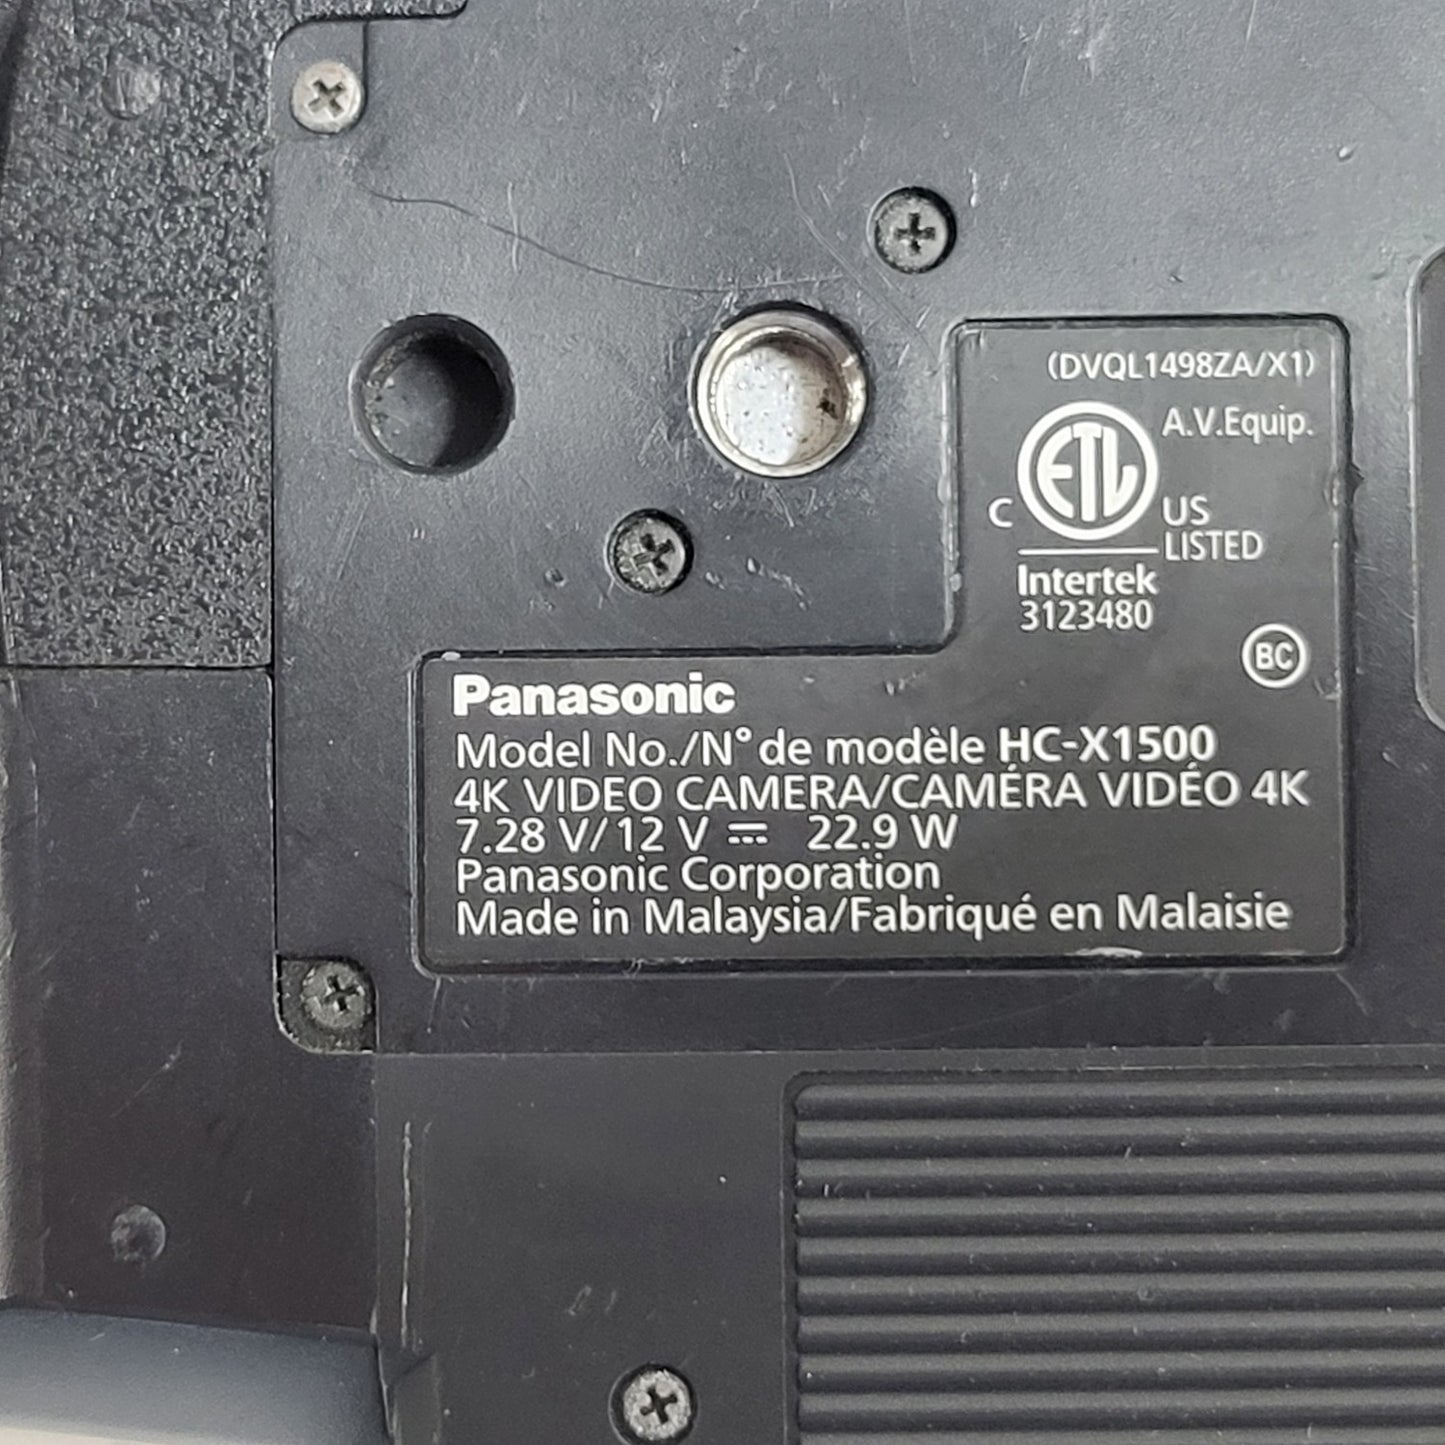 (DVQL1498ZA/X1)
A.V.Equip.
ETL
C US
LISTED
Intertek
3123480
BC
Panasonic
Model No./N° de modèle HC-X1500
4K VIDEO CAMERA/CAMÉRA VIDÉO 4K
7.28 V/12 V ⎓ 22.9 W
Panasonic Corporation
Made in Malaysia/Fabriqué en Malaisie